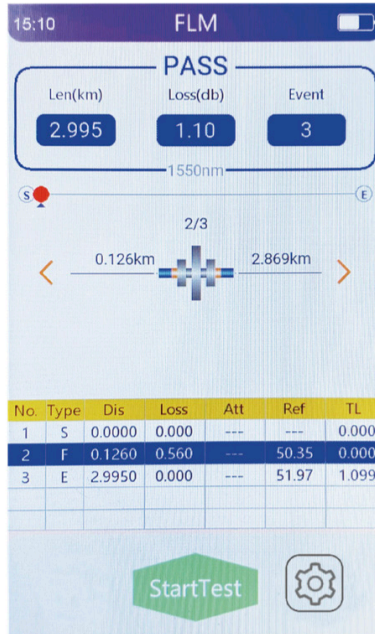 15:10 FLM
PASS
Len(km) Loss(db) Event
2.995 1.10 3
1550nm
S E
2/3
0.126km 2.869km
No. Type Dis Loss Att Ref TL
1 S 0.0000 0.000 --- --- 0.000
2 F 0.1260 0.560 --- 50.35 0.000
3 E 2.9950 0.000 --- 51.97 1.099
StartTest